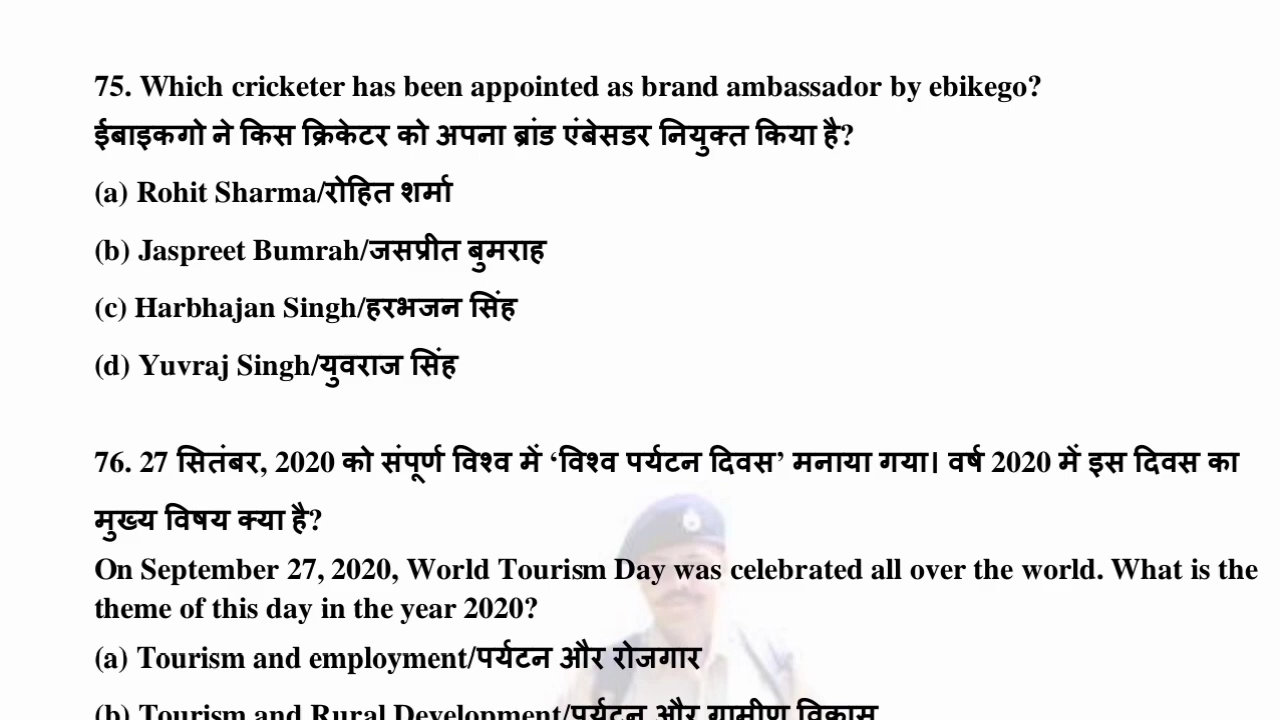 75. Which cricketer has been appointed as brand ambassador by ebikego?
ईबाइकगो ने किस क्रिकेटर को अपना ब्रांड एंबेसडर नियुक्त किया है?
(a) Rohit Sharma/रोहित शर्मा
(b) Jaspreet Bumrah/जसप्रीत बुमराह
(c) Harbhajan Singh/हरभजन सिंह
(d) Yuvraj Singh/युवराज सिंह
76. 27 सितंबर, 2020 को संपूर्ण विश्व में ‘विश्व पर्यटन दिवस’ मनाया गया। वर्ष 2020 में इस दिवस का
मुख्य विषय क्या है?
On September 27, 2020, World Tourism Day was celebrated all over the world. What is the
theme of this day in the year 2020?
(a) Tourism and employment/पर्यटन और रोजगार
(b) Tourism and Rural Development/पर्यटन और ग्रामीण विकास